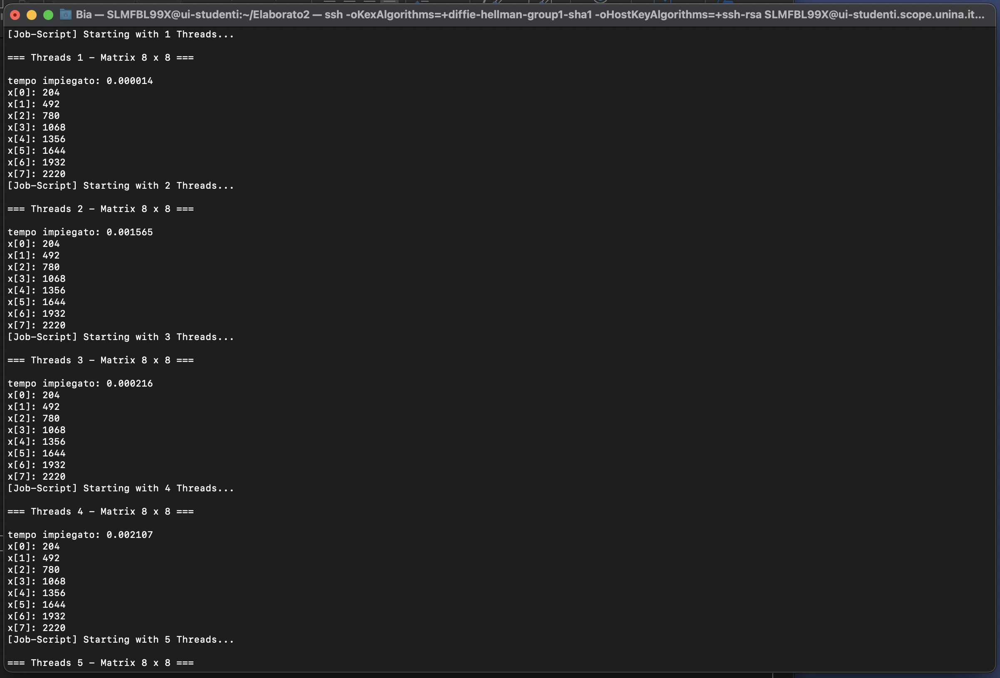 Bia — SLMFBL99X@ui-studenti:~/Elaborato2 — ssh -oKexAlgorithms=+diffie-hellman-group1-sha1 -oHostKeyAlgorithms=+ssh-rsa SLMFBL99X@ui-studenti.scope.unina.it...
[Job-Script] Starting with 1 Threads...
=== Threads 1 - Matrix 8 x 8 ===
tempo impiegato: 0.000014
x[0]: 204
x[1]: 492
x[2]: 780
x[3]: 1068
x[4]: 1356
x[5]: 1644
x[6]: 1932
x[7]: 2220
[Job-Script] Starting with 2 Threads...
=== Threads 2 - Matrix 8 x 8 ===
tempo impiegato: 0.001565
x[0]: 204
x[1]: 492
x[2]: 780
x[3]: 1068
x[4]: 1356
x[5]: 1644
x[6]: 1932
x[7]: 2220
[Job-Script] Starting with 3 Threads...
=== Threads 3 - Matrix 8 x 8 ===
tempo impiegato: 0.000216
x[0]: 204
x[1]: 492
x[2]: 780
x[3]: 1068
x[4]: 1356
x[5]: 1644
x[6]: 1932
x[7]: 2220
[Job-Script] Starting with 4 Threads...
=== Threads 4 - Matrix 8 x 8 ===
tempo impiegato: 0.002107
x[0]: 204
x[1]: 492
x[2]: 780
x[3]: 1068
x[4]: 1356
x[5]: 1644
x[6]: 1932
x[7]: 2220
[Job-Script] Starting with 5 Threads...
=== Threads 5 - Matrix 8 x 8 ===